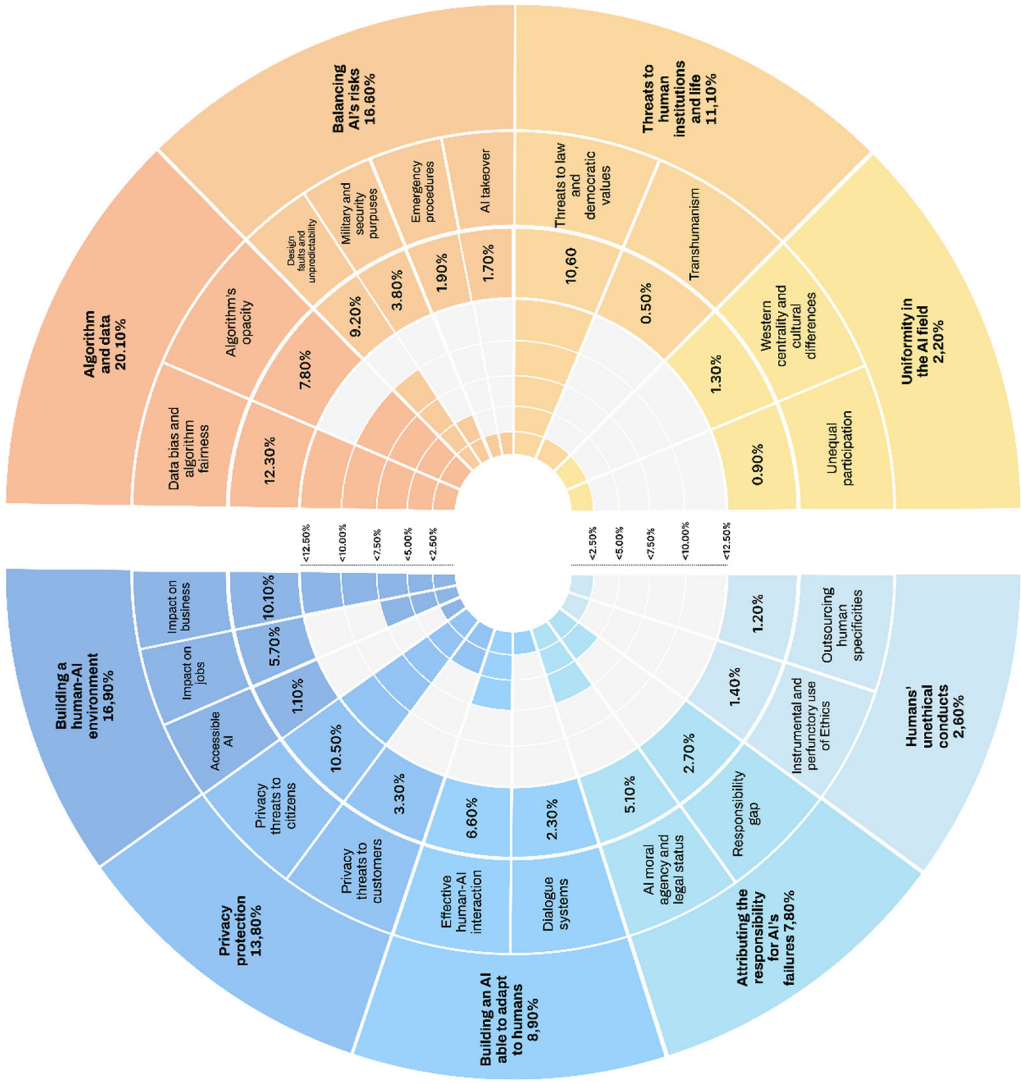 Algorithm
and data
20.10%
Data bias and
algorithm
fairness
12.30%
Algorithm's
opacity
7.80%
Balancing
AI's risks
16.60%
Design
faults and
unpredictability
9.20%
Military and
security
purpuses
3.80%
Emergency
procedures
1.90%
AI takeover
1.70%
Threats to
human
institutions
and life
11,10%
Threats to law
and
democratic
values
10,60
Transhumanism
0.50%
Uniformity in
the AI field
2,20%
Western
centrality and
cultural
differences
1.30%
Unequal
participation
0.90%
<12.50%
<10.00%
<7.50%
<5.00%
<2.50%
<2.50%
<5.00%
<7.50%
<10.00%
<12.50%
Building a
human-AI
environment
16,90%
Impact on
business
10.10%
Impact on
jobs
5.70%
Accessible
AI
1.10%
Privacy
protection
13,80%
Privacy
threats to
citizens
10.50%
Privacy
threats to
customers
3.30%
Building an AI
able to adapt
to humans
8,90%
Effective
human-AI
interaction
6.60%
Dialogue
systems
2.30%
Attributing the
responsibility
for AI's
failures 7,80%
AI moral
agency and
legal status
5.10%
Responsibility
gap
2.70%
Humans'
unethical
conducts
2,60%
Instrumental and
perfunctory use
of Ethics
1.40%
Outsourcing
human
specificities
1.20%